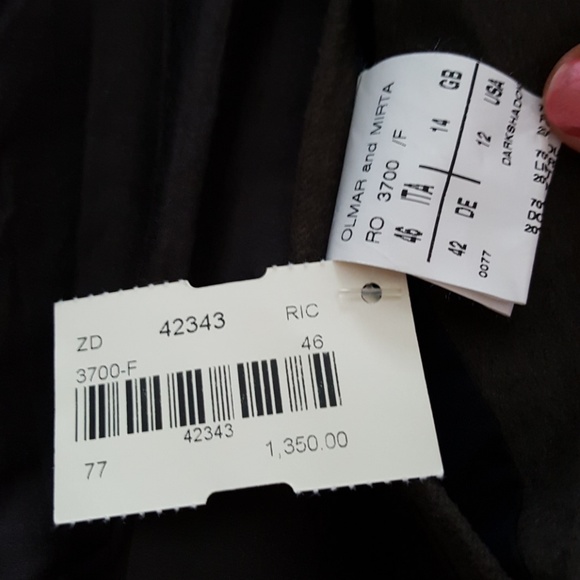 OLMAR and MIRTA
RO 3700 /F
46 ITA 14 GB
42 DE 12 USA
0077 DARKSHADO
ZD 42343 RIC
3700-F 46
42343
77 1,350.00